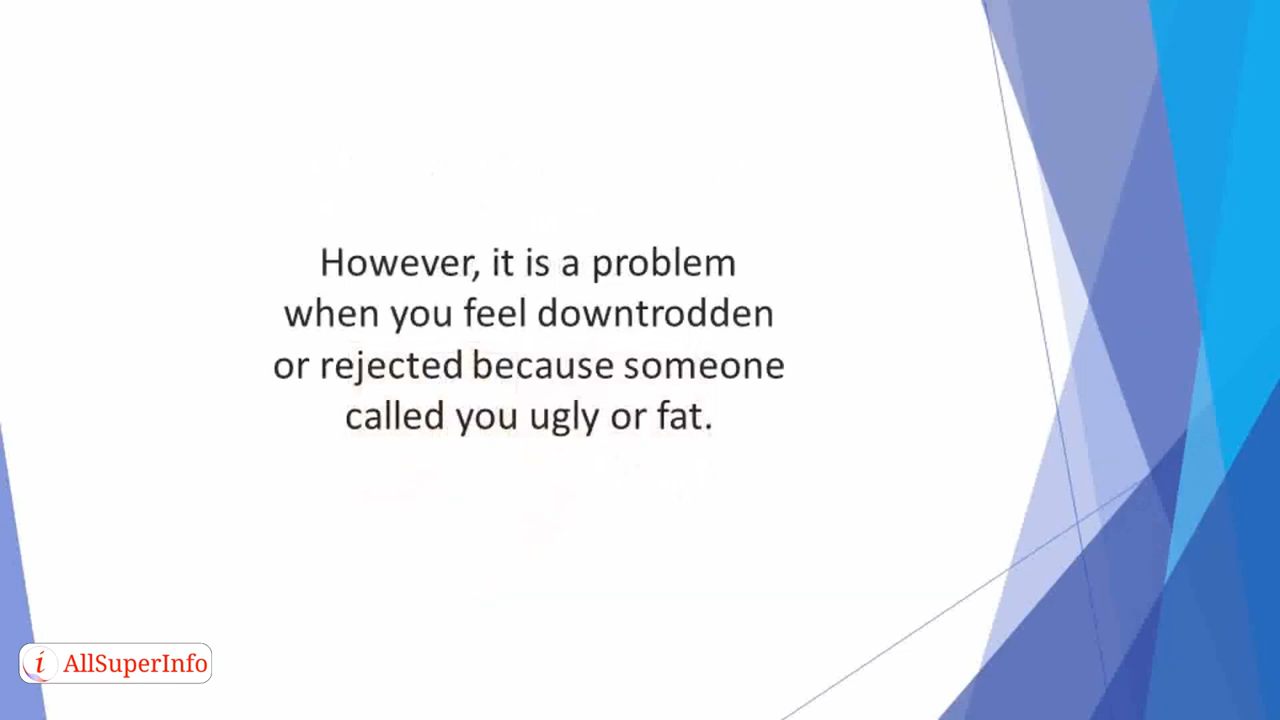 However, it is a problem
when you feel downtrodden
or rejected because someone
called you ugly or fat.
i AllSuperInfo